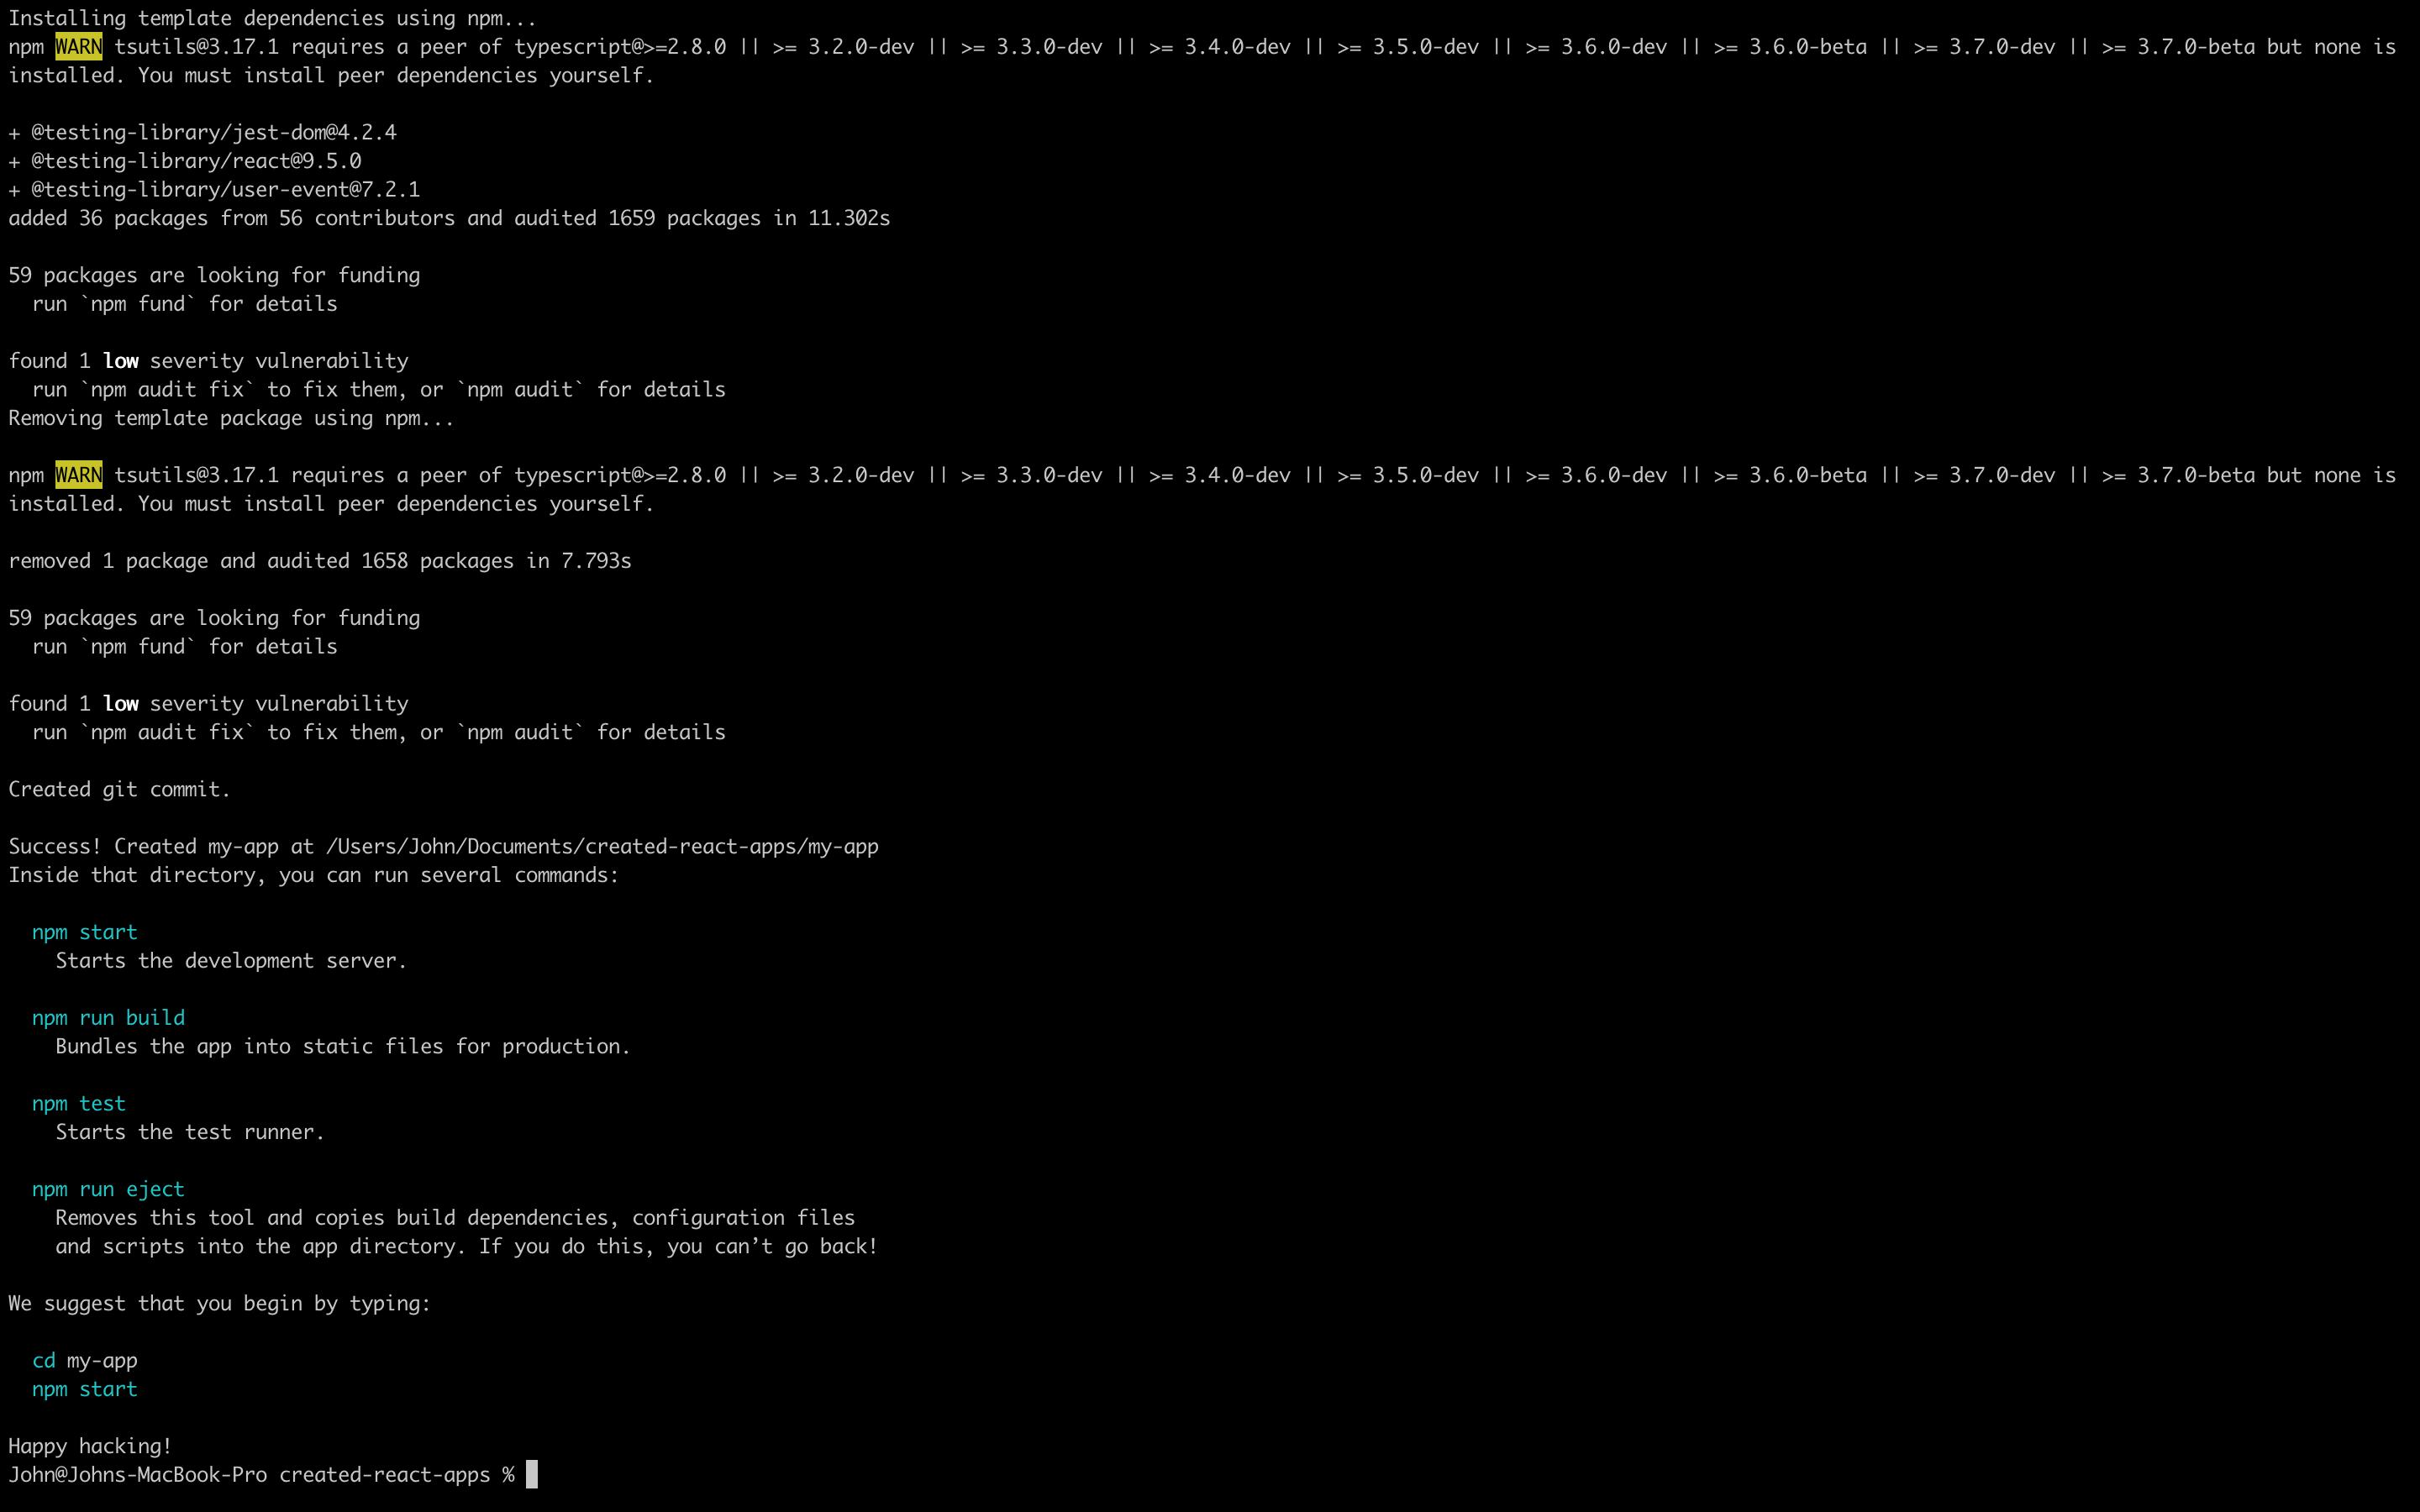 Installing template dependencies using npm...
npm WARN tsutils@3.17.1 requires a peer of typescript@>=2.8.0 || >= 3.2.0-dev || >= 3.3.0-dev || >= 3.4.0-dev || >= 3.5.0-dev || >= 3.6.0-dev || >= 3.6.0-beta || >= 3.7.0-dev || >= 3.7.0-beta but none is
installed. You must install peer dependencies yourself.

+ @testing-library/jest-dom@4.2.4
+ @testing-library/react@9.5.0
+ @testing-library/user-event@7.2.1
added 36 packages from 56 contributors and audited 1659 packages in 11.302s

59 packages are looking for funding
  run `npm fund` for details

found 1 low severity vulnerability
  run `npm audit fix` to fix them, or `npm audit` for details
Removing template package using npm...

npm WARN tsutils@3.17.1 requires a peer of typescript@>=2.8.0 || >= 3.2.0-dev || >= 3.3.0-dev || >= 3.4.0-dev || >= 3.5.0-dev || >= 3.6.0-dev || >= 3.6.0-beta || >= 3.7.0-dev || >= 3.7.0-beta but none is
installed. You must install peer dependencies yourself.

removed 1 package and audited 1658 packages in 7.793s

59 packages are looking for funding
  run `npm fund` for details

found 1 low severity vulnerability
  run `npm audit fix` to fix them, or `npm audit` for details

Created git commit.

Success! Created my-app at /Users/John/Documents/created-react-apps/my-app
Inside that directory, you can run several commands:

  npm start
    Starts the development server.

  npm run build
    Bundles the app into static files for production.

  npm test
    Starts the test runner.

  npm run eject
    Removes this tool and copies build dependencies, configuration files
    and scripts into the app directory. If you do this, you can’t go back!

We suggest that you begin by typing:

  cd my-app
  npm start

Happy hacking!
John@Johns-MacBook-Pro created-react-apps %